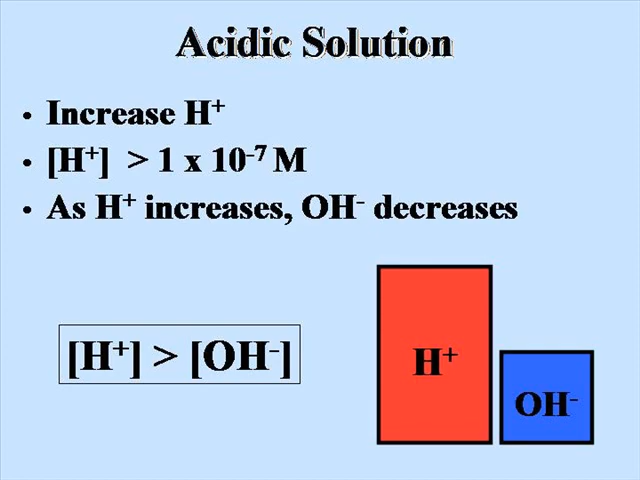 Acidic Solution
• Increase H⁺
• [H⁺] > 1 x 10⁻⁷ M
• As H⁺ increases, OH⁻ decreases
[H⁺] > [OH⁻]
H⁺
OH⁻